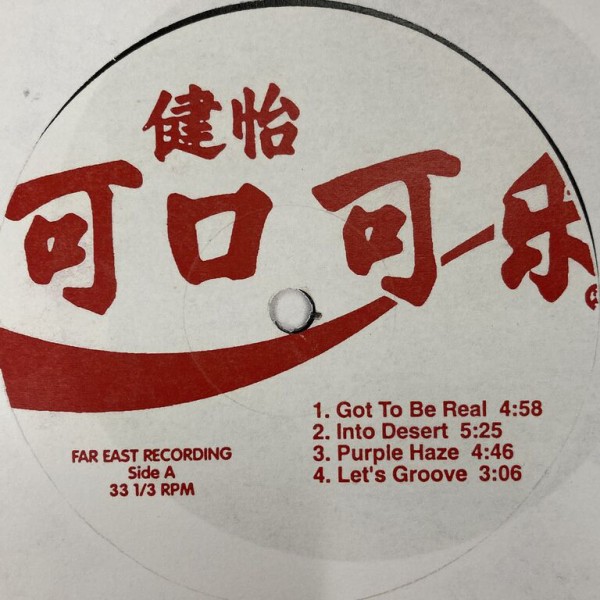 健怡
可口可乐®
1. Got To Be Real 4:58
2. Into Desert 5:25
3. Purple Haze 4:46
4. Let's Groove 3:06
FAR EAST RECORDING
Side A
33 1/3 RPM